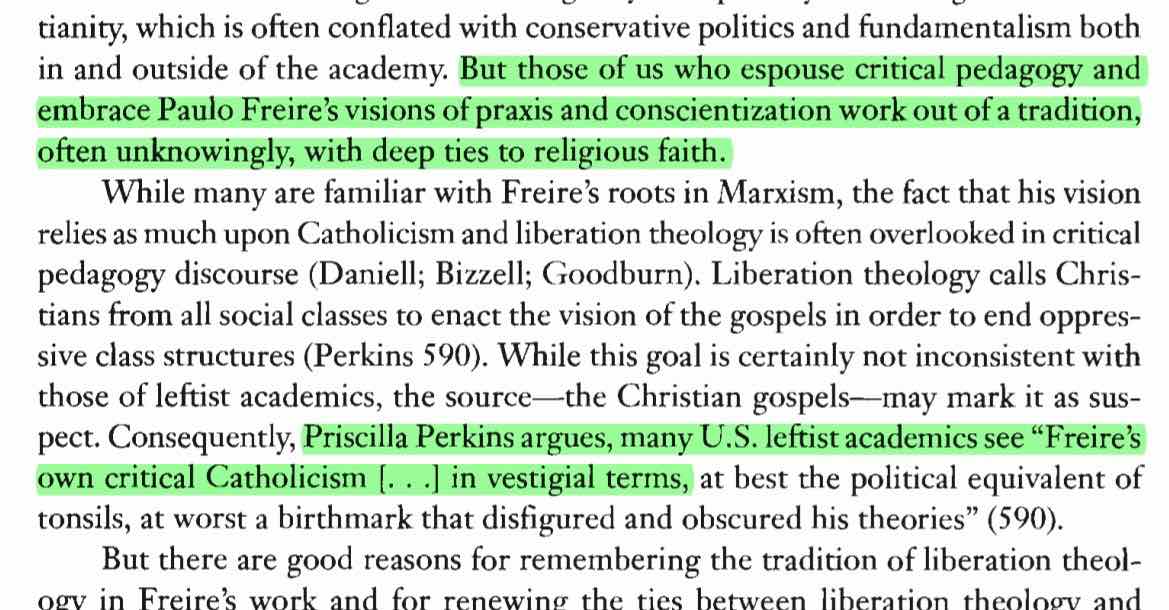 tianity, which is often conflated with conservative politics and fundamentalism both
in and outside of the academy. But those of us who espouse critical pedagogy and
embrace Paulo Freire’s visions of praxis and conscientization work out of a tradition,
often unknowingly, with deep ties to religious faith.
While many are familiar with Freire’s roots in Marxism, the fact that his vision
relies as much upon Catholicism and liberation theology is often overlooked in critical
pedagogy discourse (Daniell; Bizzell; Goodburn). Liberation theology calls Chris-
tians from all social classes to enact the vision of the gospels in order to end oppres-
sive class structures (Perkins 590). While this goal is certainly not inconsistent with
those of leftist academics, the source—the Christian gospels—may mark it as sus-
pect. Consequently, Priscilla Perkins argues, many U.S. leftist academics see “Freire’s
own critical Catholicism [. . .] in vestigial terms, at best the political equivalent of
tonsils, at worst a birthmark that disfigured and obscured his theories” (590).
But there are good reasons for remembering the tradition of liberation theol-
ogy in Freire’s work and for renewing the ties between liberation theology and